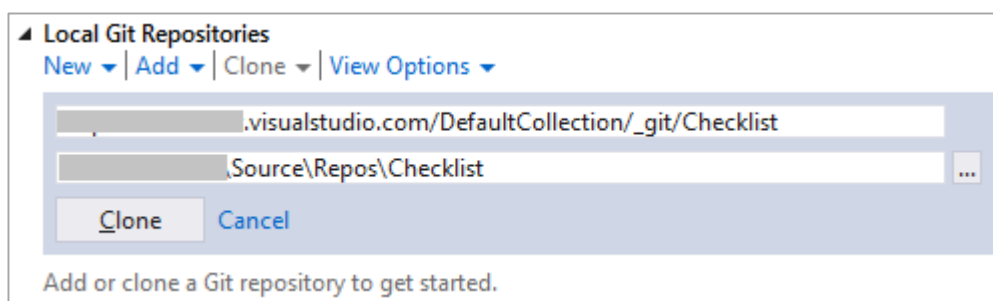 Local Git Repositories
New | Add | Clone | View Options
.visualstudio.com/DefaultCollection/_git/Checklist
\Source\Repos\Checklist
...
Clone Cancel
Add or clone a Git repository to get started.